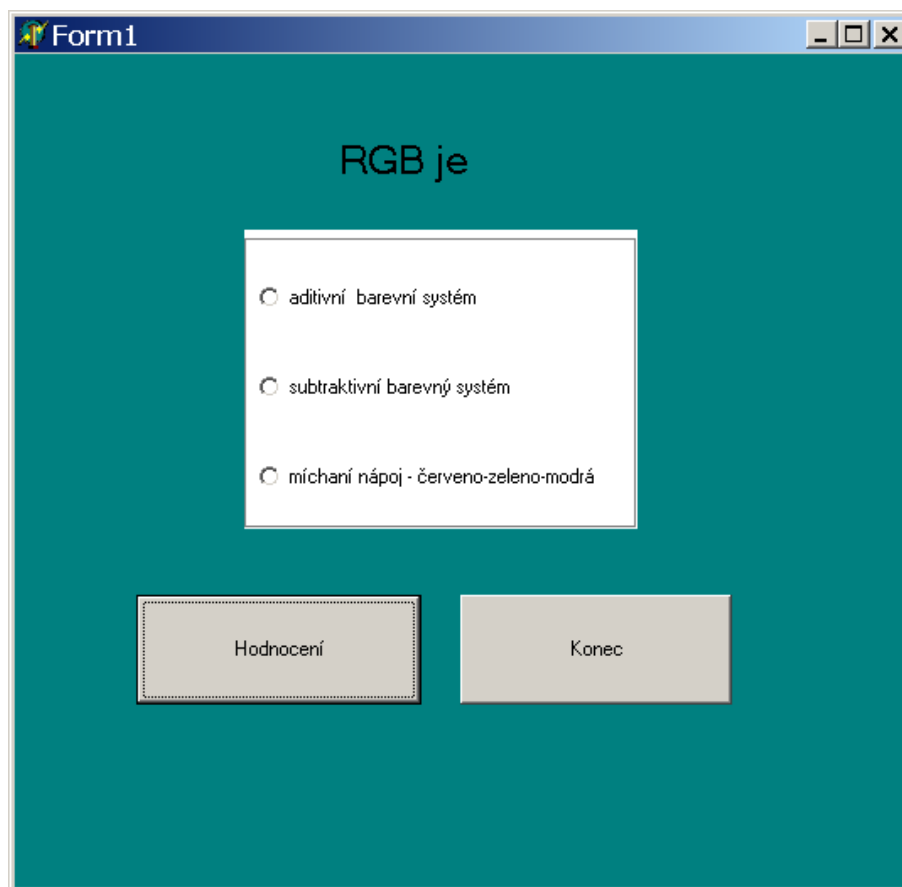 Form1
RGB je
aditivní  barevní systém
subtraktivní barevný systém
míchaní nápoj - červeno-zeleno-modrá
Hodnocení
Konec